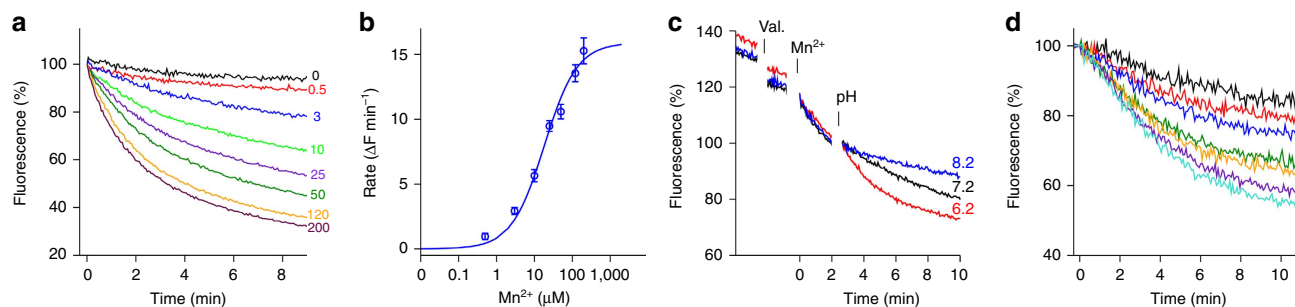 a
Fluorescence (%)
100
80
60
40
20
0
0.5
3
10
25
50
120
200
0 2 4 6 8
Time (min)
b
Rate (ΔF min⁻¹)
15
10
5
0
0 0.1 1 10 100 1,000
Mn²⁺ (μM)
c
Fluorescence (%)
140
120
100
80
60
Val.
Mn²⁺
pH
8.2
7.2
6.2
0 2 4 6 8 10
Time (min)
d
Fluorescence (%)
100
80
60
40
0 2 4 6 8 10
Time (min)